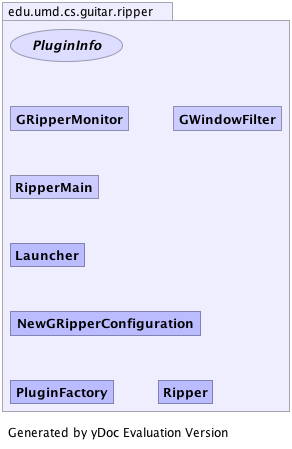 edu.umd.cs.guitar.ripper
PluginInfo
GRipperMonitor GWindowFilter
RipperMain
Launcher
NewGRipperConfiguration
PluginFactory Ripper
Generated by yDoc Evaluation Version